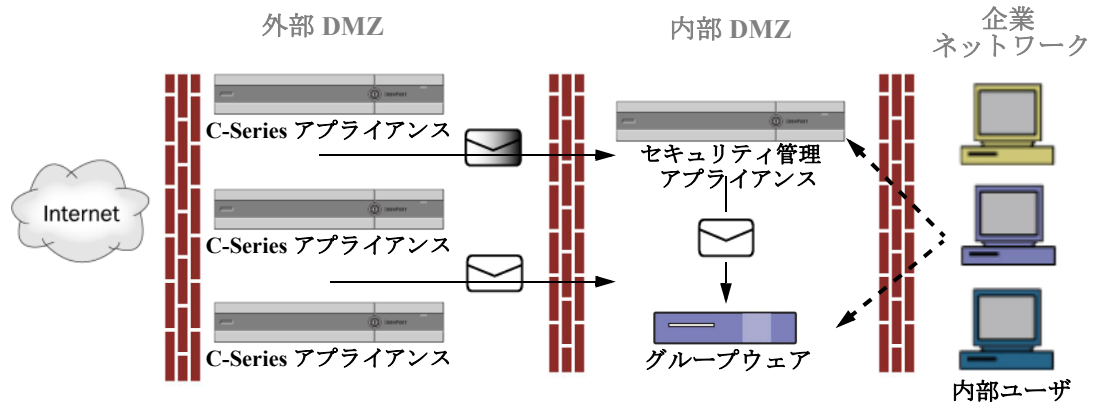 外部 DMZ
内部 DMZ
企業
ネットワーク
C-Series アプライアンス
セキュリティ管理
アプライアンス
Internet
C-Series アプライアンス
C-Series アプライアンス
グループウェア
内部ユーザ